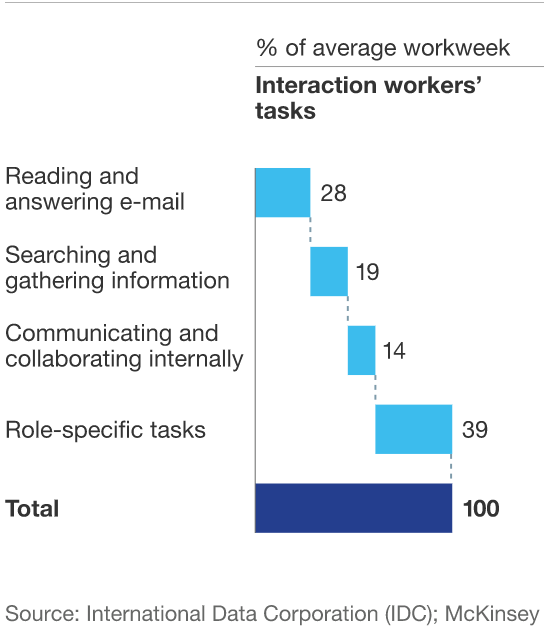 % of average workweek
Interaction workers’
tasks
Reading and
answering e-mail
28
Searching and
gathering information
19
Communicating and
collaborating internally
14
Role-specific tasks
39
Total
100
Source: International Data Corporation (IDC); McKinsey